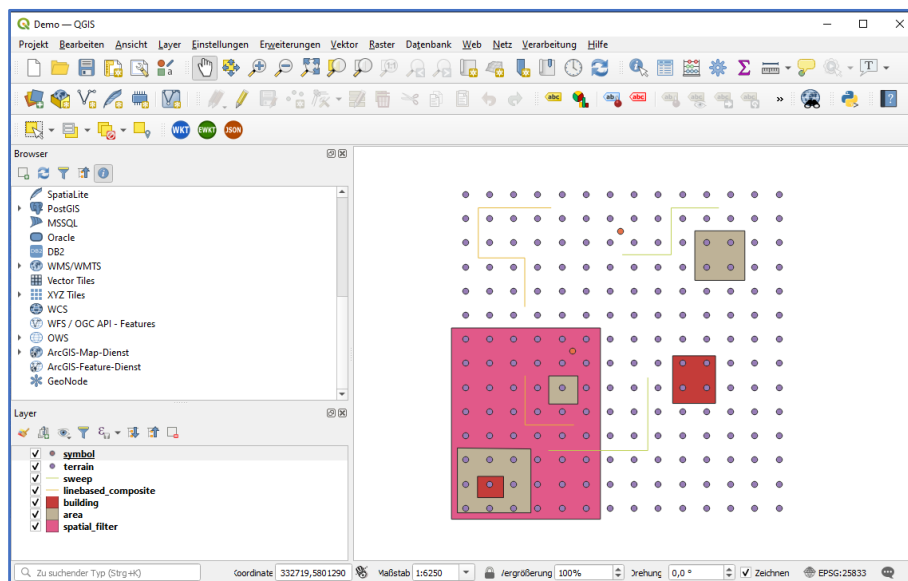 Demo — QGIS
Projekt Bearbeiten Ansicht Layer Einstellungen Erweiterungen Vektor Raster Datenbank Web Netz Verarbeitung Hilfe
abc abc abc
WKT EWKT JSON
Browser
SpatiaLite
PostGIS
MSSQL
Oracle
DB2
WMS/WMTS
Vector Tiles
XYZ Tiles
WCS
WFS / OGC API - Features
OWS
ArcGIS-Map-Dienst
ArcGIS-Feature-Dienst
GeoNode
Layer
symbol
terrain
sweep
linebased_composite
building
area
spatial_filter
Zu suchender Typ (Strg+K) Koordinate 332719,5801290 Maßstab 1:6250 Vergrößerung 100% Drehung 0,0 ° Zeichnen EPSG:25833